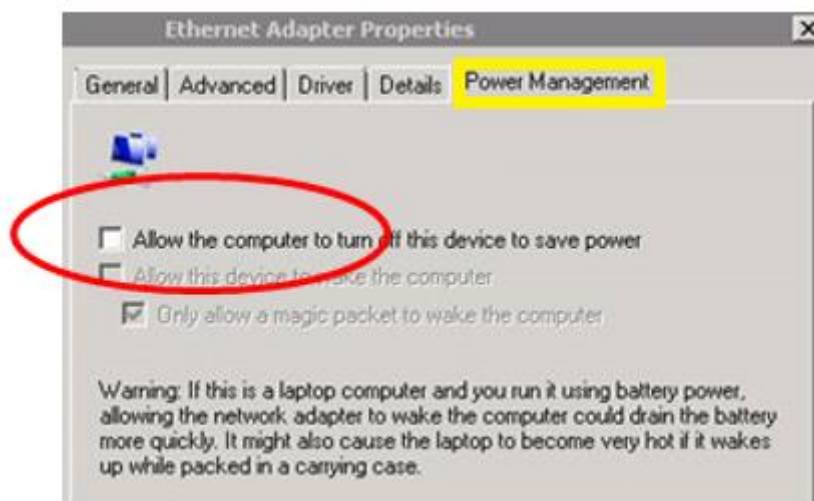 Ethernet Adapter Properties
General
Advanced
Driver
Details
Power Management
Allow the computer to turn off this device to save power
Allow this device to wake the computer
Only allow a magic packet to wake the computer
Warning: If this is a laptop computer and you run it using battery power,
allowing the network adapter to wake the computer could drain the battery
more quickly. It might also cause the laptop to become very hot if it wakes
up while packed in a carrying case.